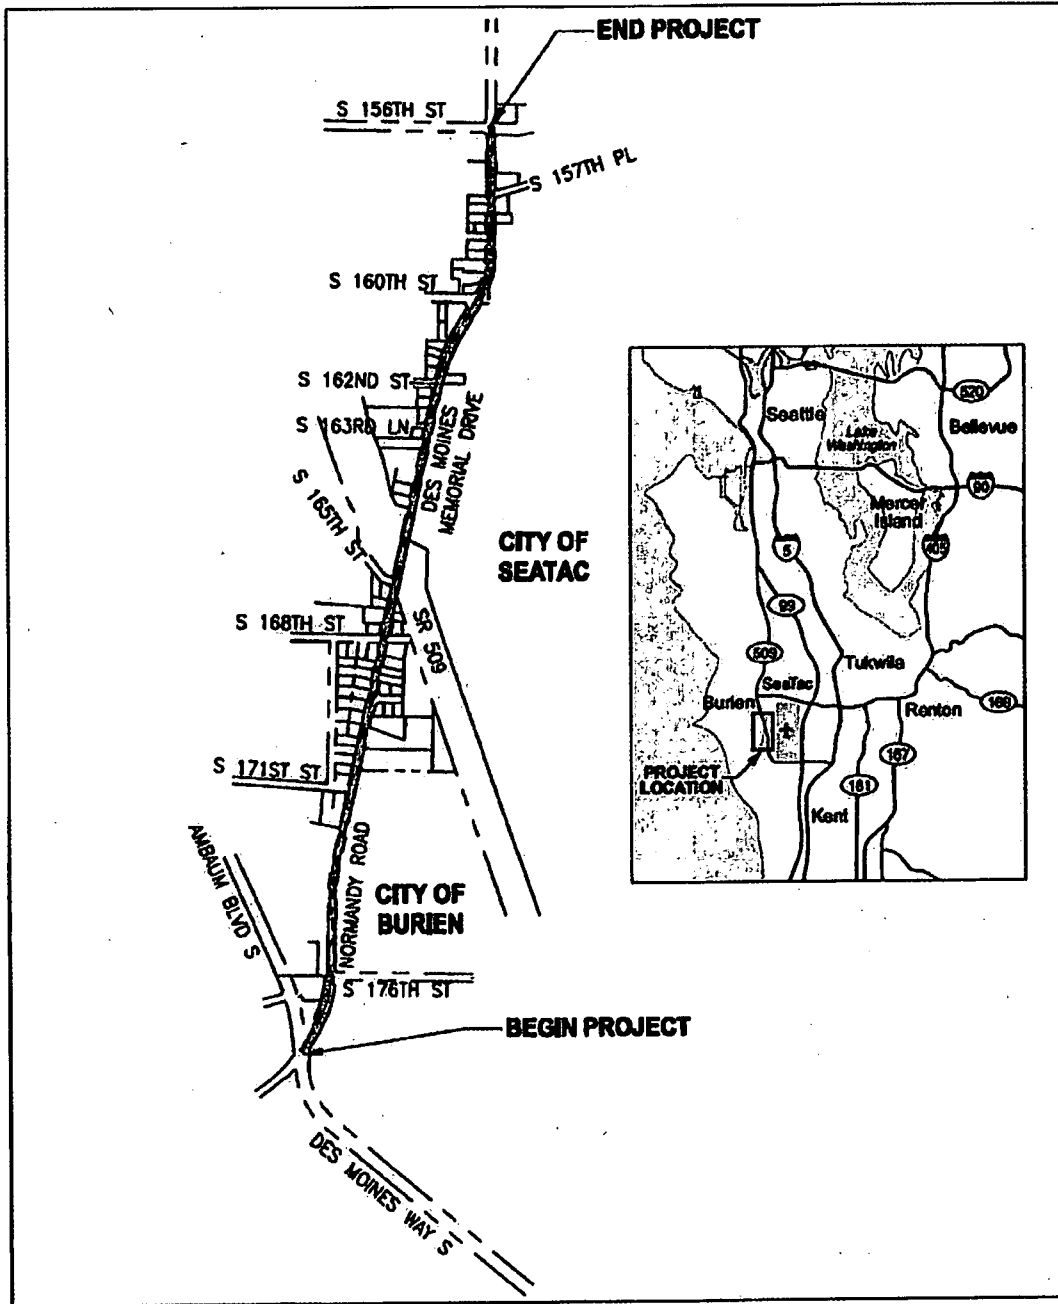 END PROJECT
S 156TH ST
S 157TH PL
S 160TH ST
S 162ND ST
S 163RD LN
DES MOINES
MEMORIAL DRIVE
S 165TH ST
CITY OF
SEATAC
S 168TH ST
SR 509
S 171ST ST
AMBAUM BLVD S
NORMANDY ROAD
CITY OF
BURIEN
S 176TH ST
BEGIN PROJECT
DES MOINES WAY S
520
Seattle
Bellevue
Lake
Washington
90
Mercer
Island
5
405
99
509
Tukwila
SeaTac
Burien
Renton
169
167
PROJECT
LOCATION
181
Kent